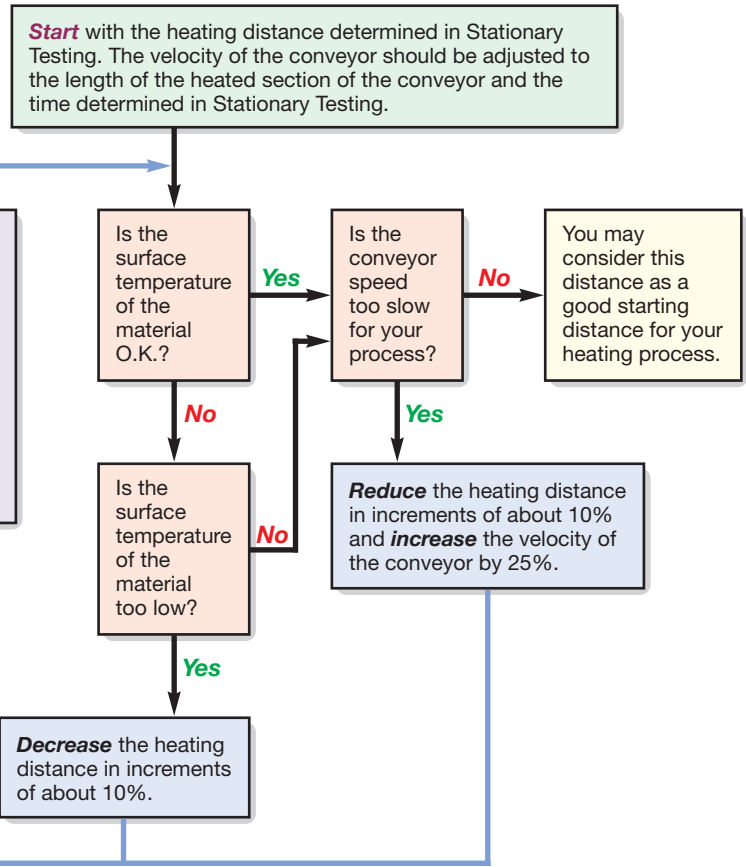 Start with the heating distance determined in Stationary
Testing. The velocity of the conveyor should be adjusted to
the length of the heated section of the conveyor and the
time determined in Stationary Testing.
Is the
surface
temperature
of the
material
O.K.?
Yes
Is the
conveyor
speed
too slow
for your
process?
No
You may
consider this
distance as a
good starting
distance for your
heating process.
No
Yes
Is the
surface
temperature
of the
material
too low?
No
Reduce the heating distance
in increments of about 10%
and increase the velocity of
the conveyor by 25%.
Yes
Decrease the heating
distance in increments
of about 10%.